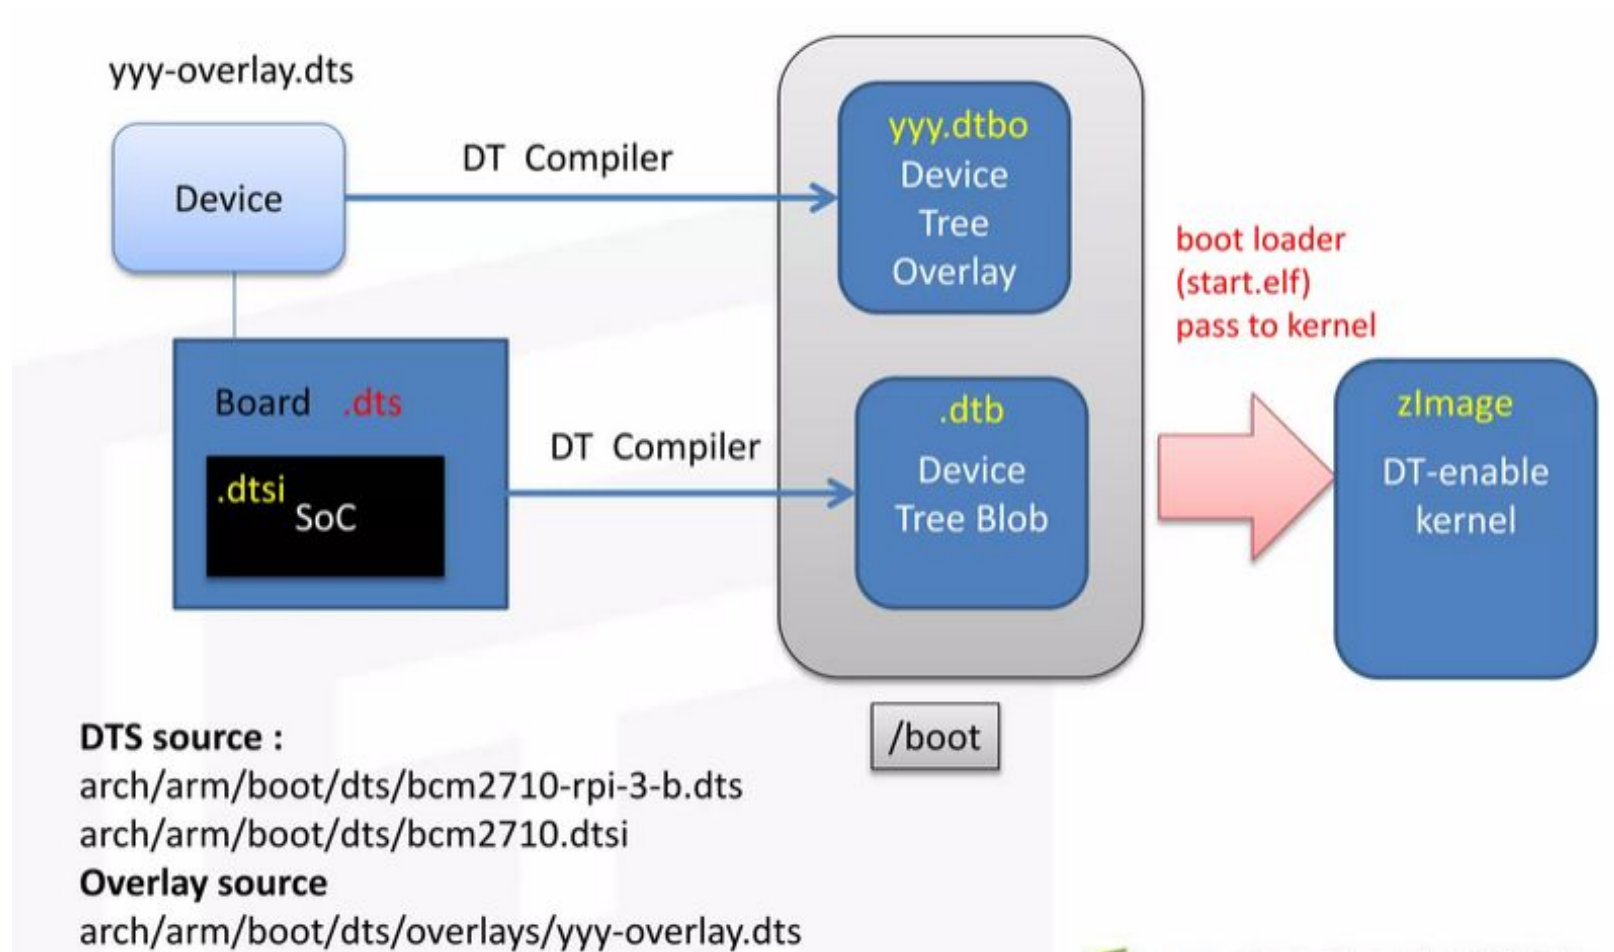 yyy-overlay.dts
Device
DT Compiler
yyy.dtbo
Device
Tree
Overlay
boot loader
(start.elf)
pass to kernel
Board .dts
.dtsi
SoC
DT Compiler
.dtb
Device
Tree Blob
zImage
DT-enable
kernel
/boot
DTS source :
arch/arm/boot/dts/bcm2710-rpi-3-b.dts
arch/arm/boot/dts/bcm2710.dtsi
Overlay source
arch/arm/boot/dts/overlays/yyy-overlay.dts